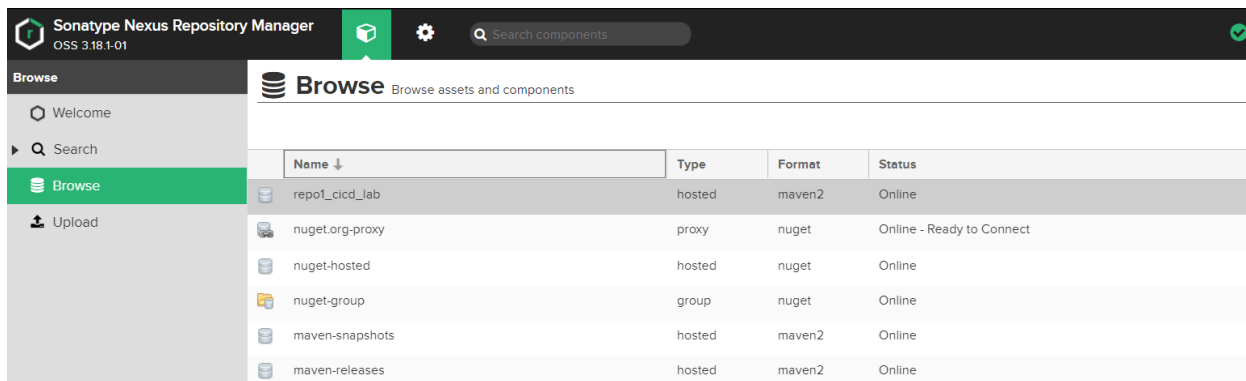 Sonatype Nexus Repository Manager
OSS 3.18.1-01
Search components
Browse
Welcome
Search
Browse
Upload
Browse Browse assets and components
Name Type Format Status
repo1_cicd_lab hosted maven2 Online
nuget.org-proxy proxy nuget Online - Ready to Connect
nuget-hosted hosted nuget Online
nuget-group group nuget Online
maven-snapshots hosted maven2 Online
maven-releases hosted maven2 Online